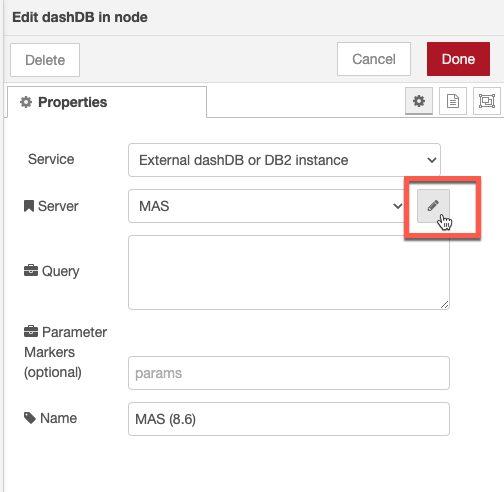 Edit dashDB in node
Delete
Cancel
Done
Properties
Service
External dashDB or DB2 instance
Server
MAS
Query
Parameter
Markers
(optional)
params
Name
MAS (8.6)